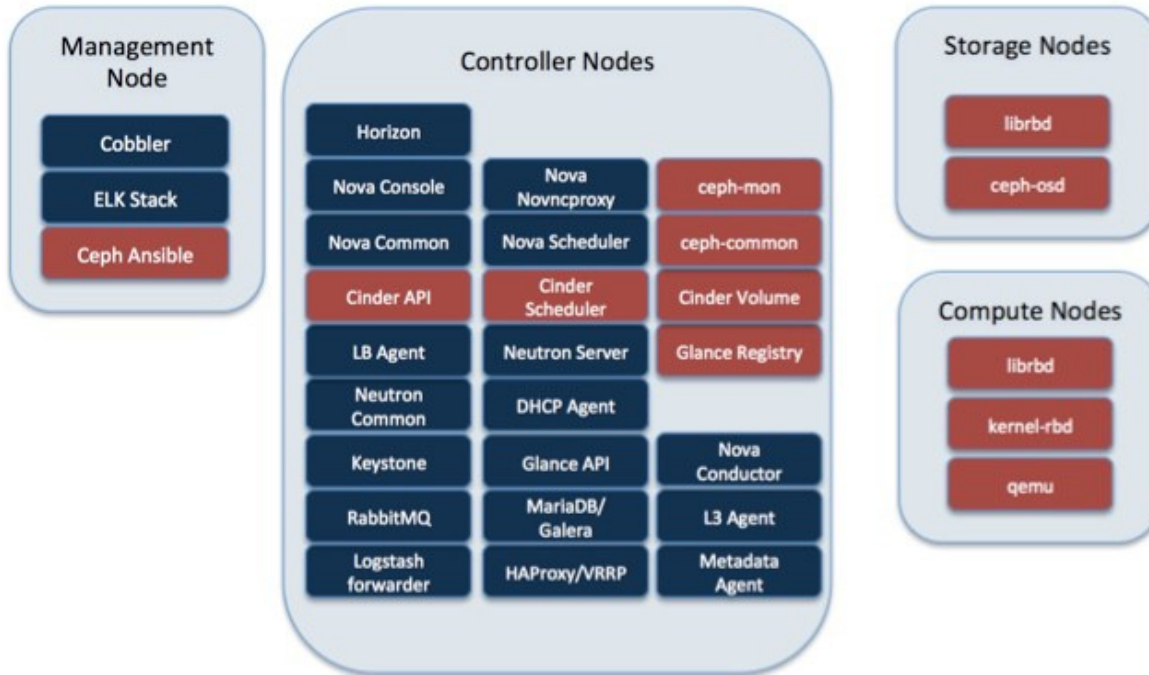 Management
Node
Cobbler
ELK Stack
Ceph Ansible
Controller Nodes
Horizon
Nova Console
Nova
Novncproxy
ceph-mon
Nova Common
Nova Scheduler
ceph-common
Cinder API
Cinder
Scheduler
Cinder Volume
LB Agent
Neutron Server
Glance Registry
Neutron
Common
DHCP Agent
Keystone
Glance API
Nova
Conductor
RabbitMQ
MariaDB/
Galera
L3 Agent
Logstash
forwarder
HAProxy/VRRP
Metadata
Agent
Storage Nodes
librbd
ceph-osd
Compute Nodes
librbd
kernel-rbd
qemu